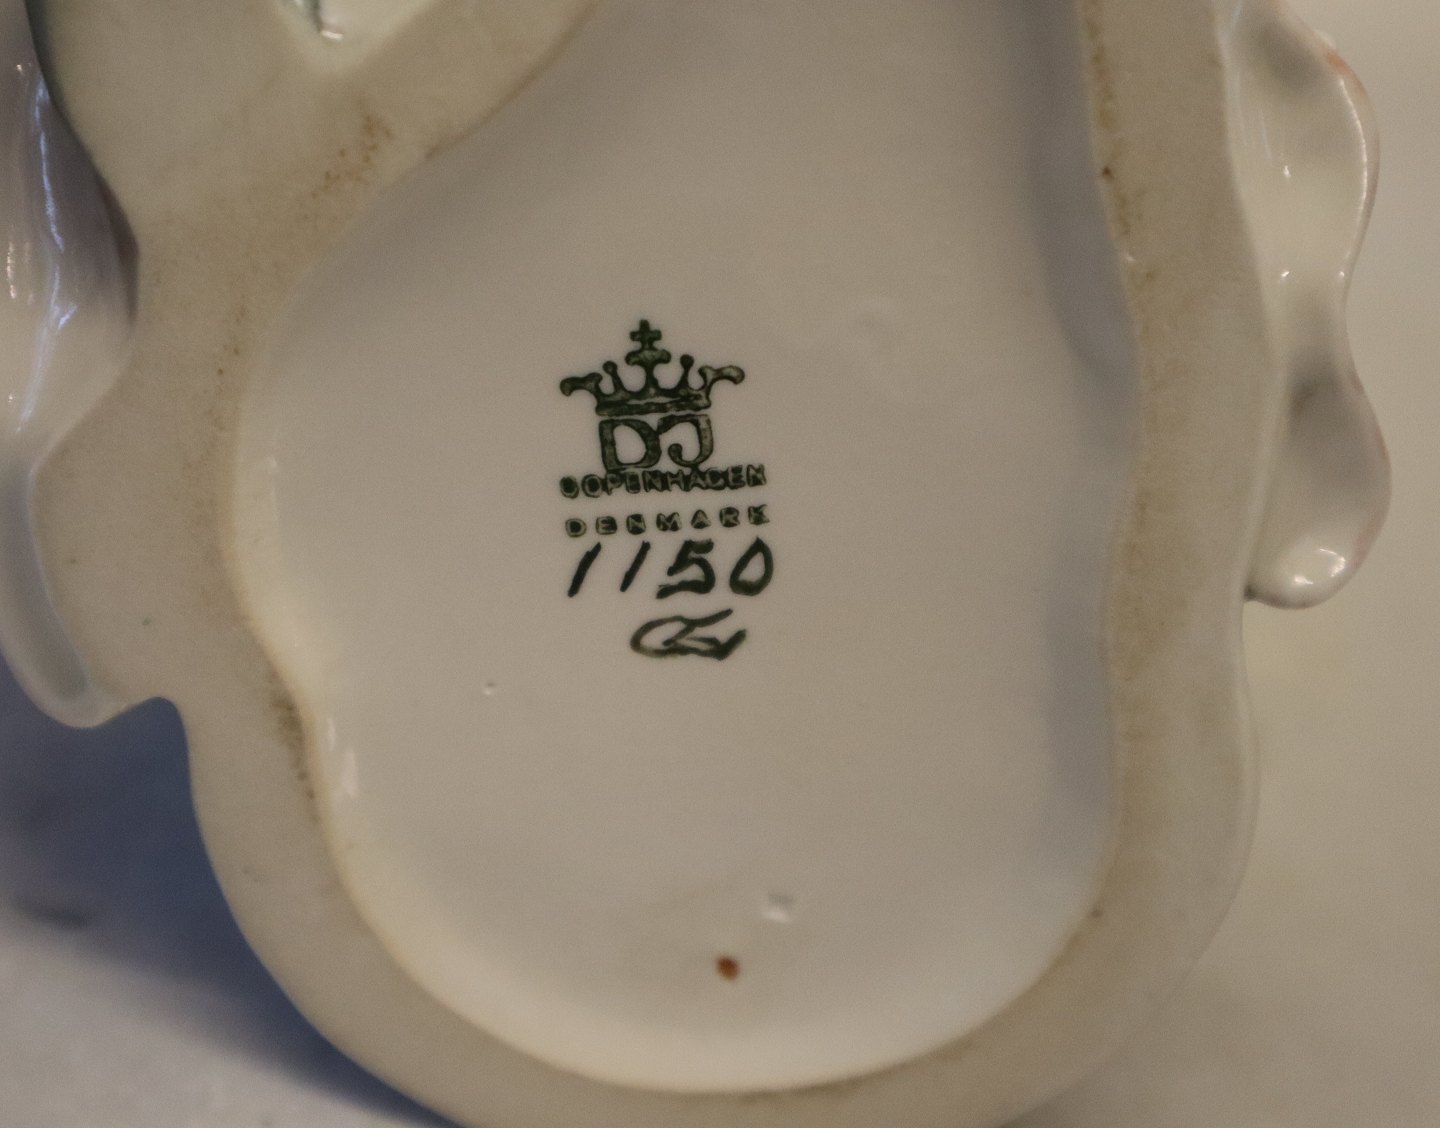 DJ
COPENHAGEN
DENMARK
1150